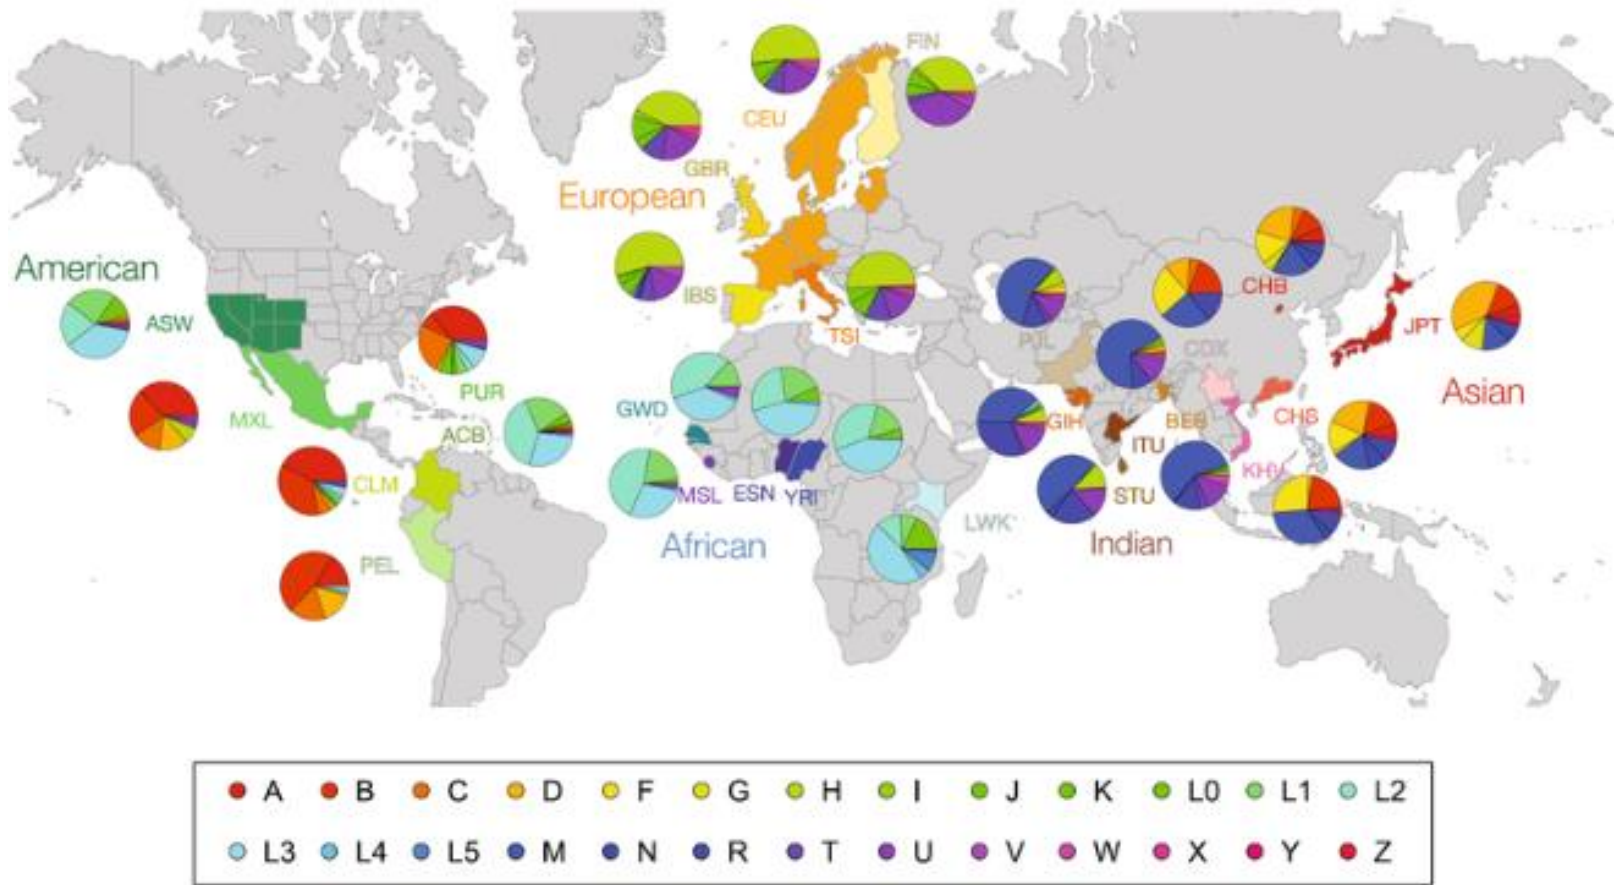 FIN
CEU
GBR
European
American
ASW
IBS
CHB
TSI
PJL
CDX
JPT
PUR
GWD
Asian
MXL
ACB
GIH
BEB
CHS
ITU
CLM
MSL
ESN
YRI
STU
KHV
LWK
African
Indian
PEL
A B C D F G H I J K L0 L1 L2
L3 L4 L5 M N R T U V W X Y Z